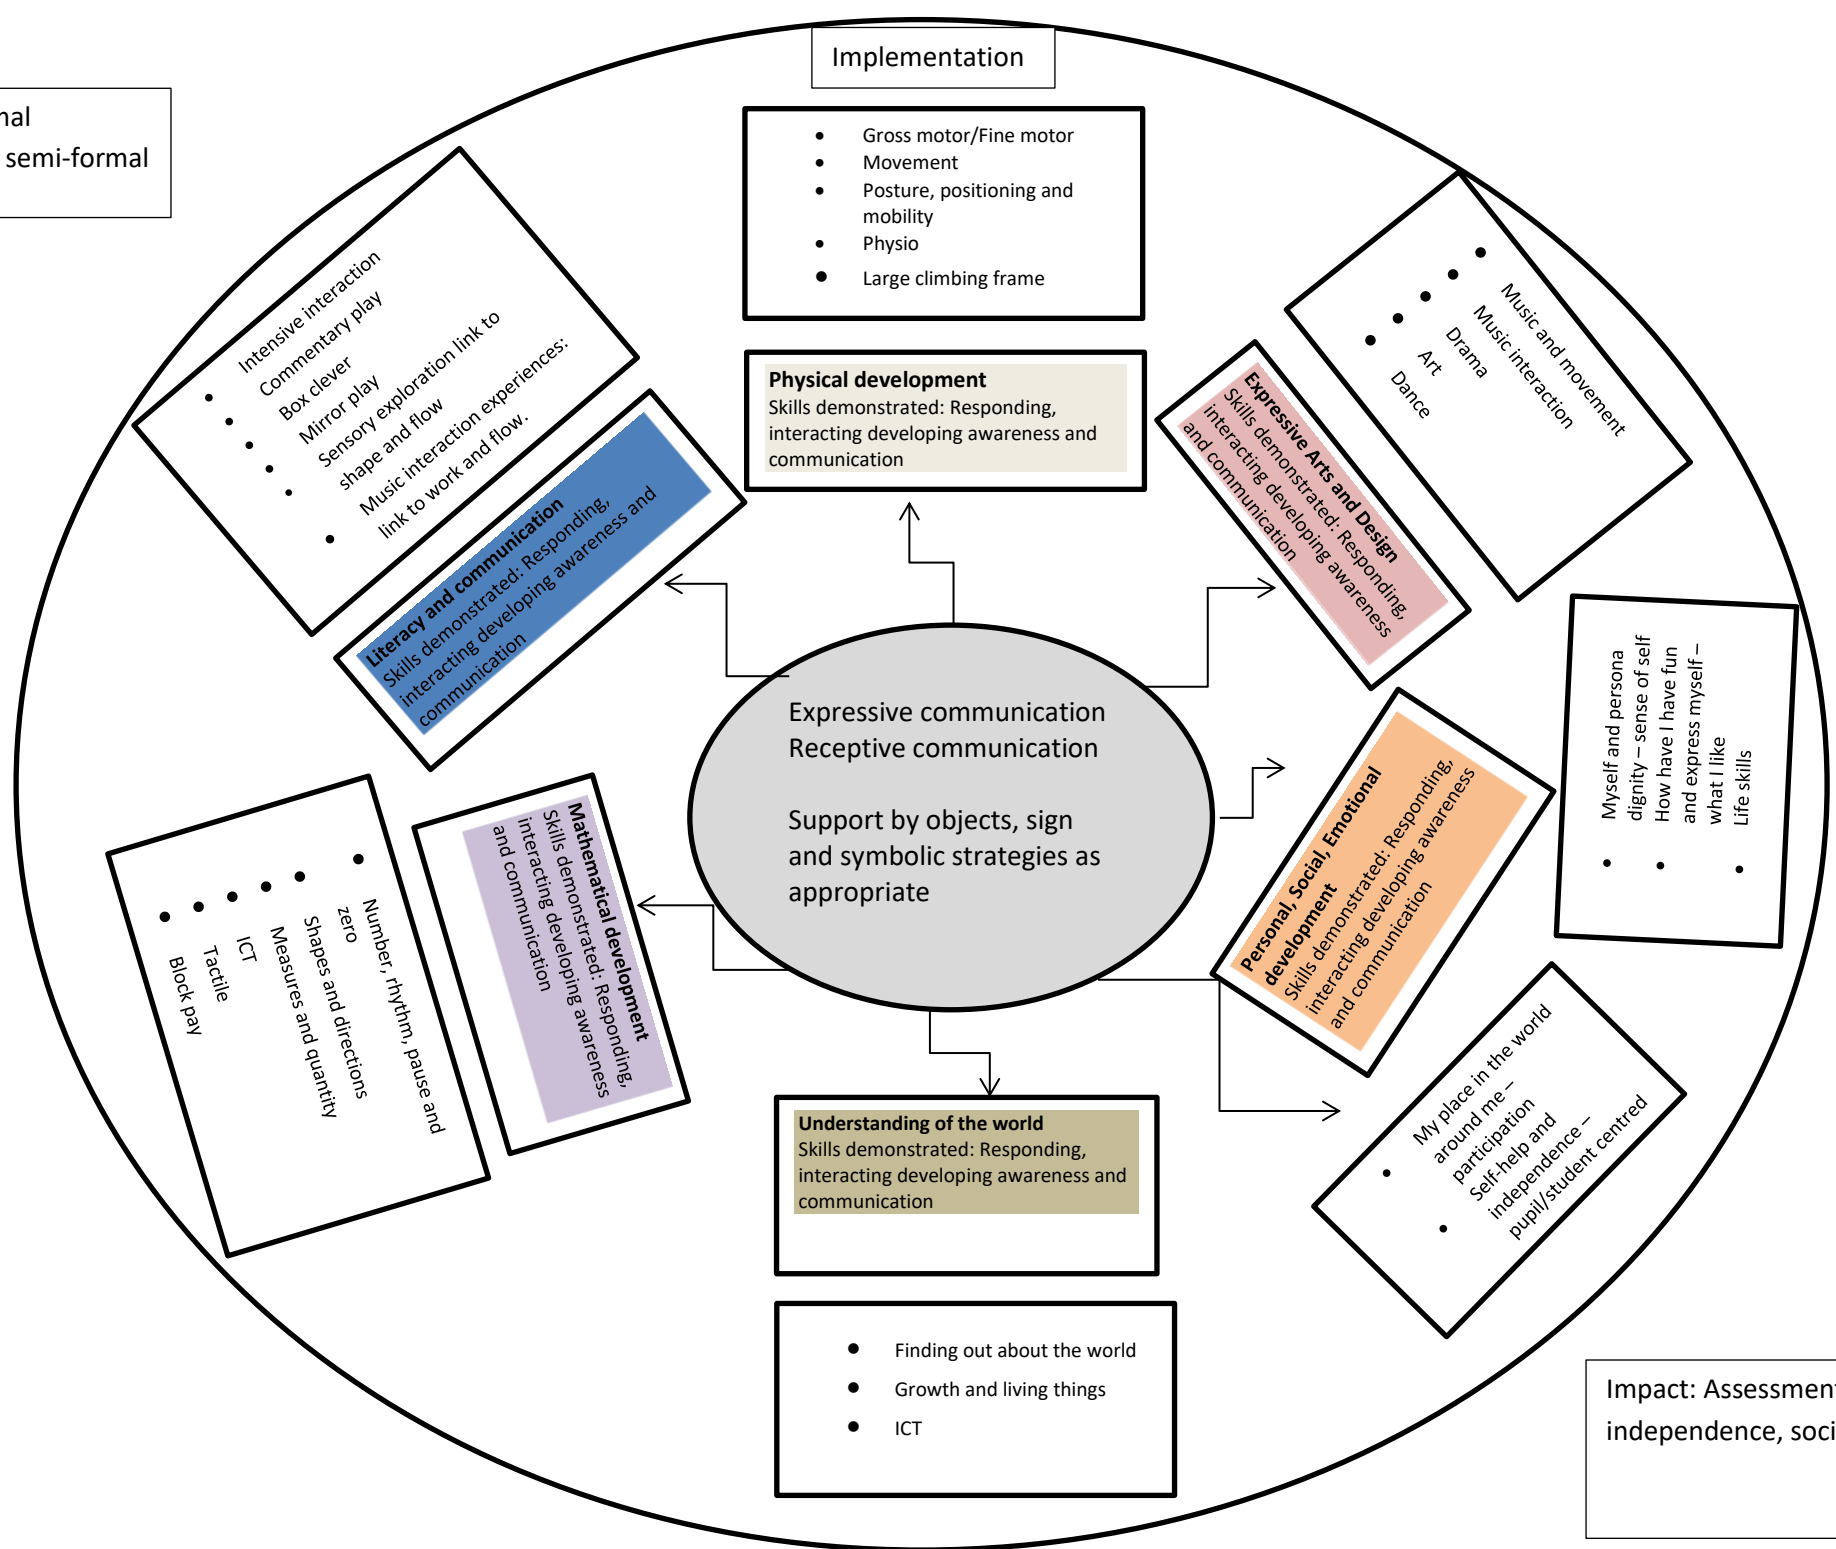 Implementation
nal
semi-formal
• Gross motor/Fine motor
• Movement
• Posture, positioning and
mobility
• Physio
• Large climbing frame
Physical development
Skills demonstrated: Responding,
interacting developing awareness and
communication
• Intensive interaction
• Commentary play
• Box clever
• Mirror play
• Sensory exploration link to
shape and flow
• Music interaction experiences:
link to work and flow.
Literacy and communication
Skills demonstrated: Responding,
interacting developing awareness and
communication
• Music and movement
• Music interaction
• Drama
• Art
• Dance
Expressive Arts and Design
Skills demonstrated: Responding,
interacting developing awareness
and communication
Expressive communication
Receptive communication
Support by objects, sign
and symbolic strategies as
appropriate
• Myself and persona
dignity – sense of self
• How have I have fun
and express myself –
what I like
• Life skills
Personal, Social, Emotional
development
Skills demonstrated: Responding,
interacting developing awareness
and communication
• My place in the world
around me –
participation
• Self-help and
independence –
pupil/student centred
Mathematical development
Skills demonstrated: Responding,
interacting developing awareness
and communication
• Number, rhythm, pause and
zero
• Shapes and directions
• Measures and quantity
• ICT
• Tactile
• Block pay
Understanding of the world
Skills demonstrated: Responding,
interacting developing awareness and
communication
• Finding out about the world
• Growth and living things
• ICT
Impact: Assessment
independence, soci